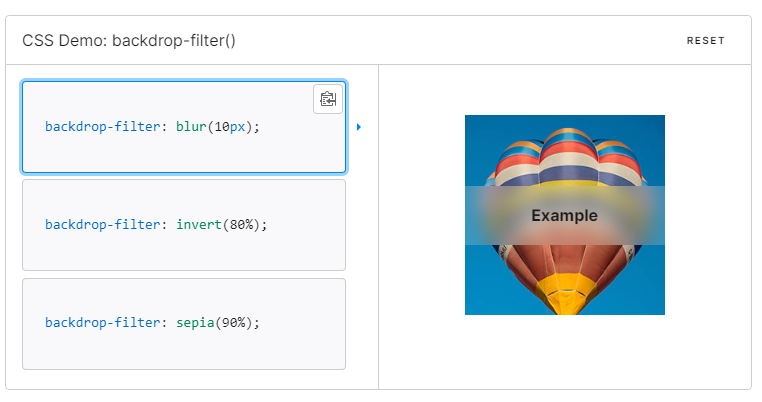 CSS Demo: backdrop-filter()
RESET
backdrop-filter: blur(10px);
backdrop-filter: invert(80%);
backdrop-filter: sepia(90%);
Example